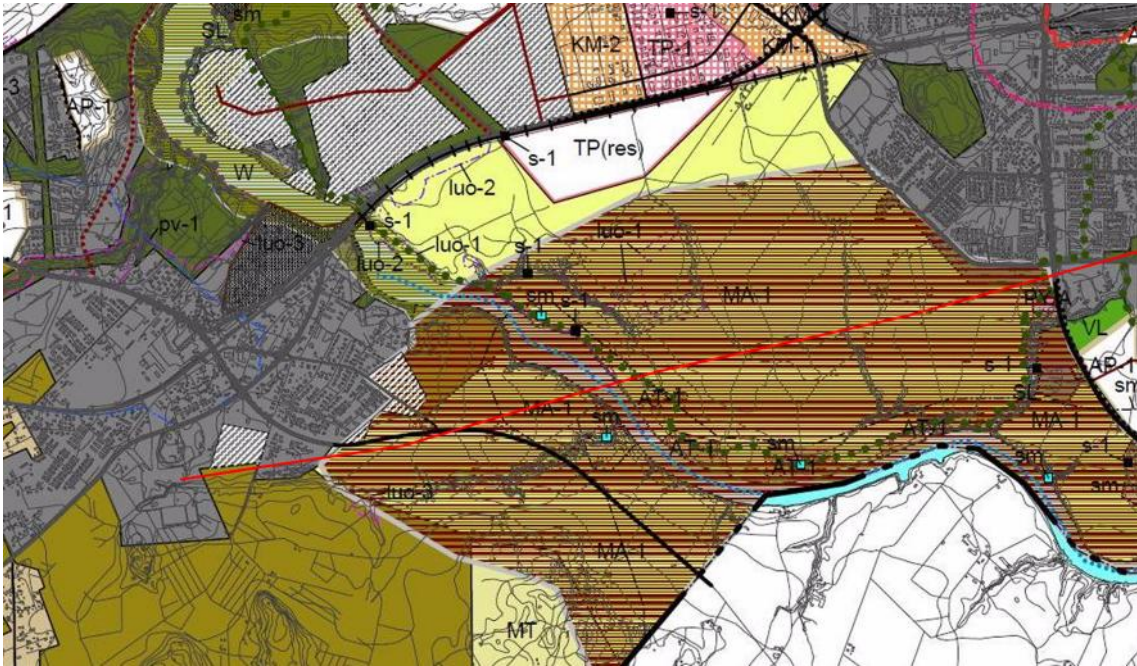 sm
s-1
KM-1
SL
KM-2
TP-1
KM-1
-3
AP-1
TP(res)
s-1
luo-2
W
1
pv-1
luo-3
s-1
luo-1
s-1
luo-1
luo-2
sm
s-1
MA-1
VL
s-1
AP-1
sm
SL
MA-1
AT-1
MA-1
sm
AT-1
AT-1
sm
AT-1
s-1
sm
sm
luo-3
MA-1
MT